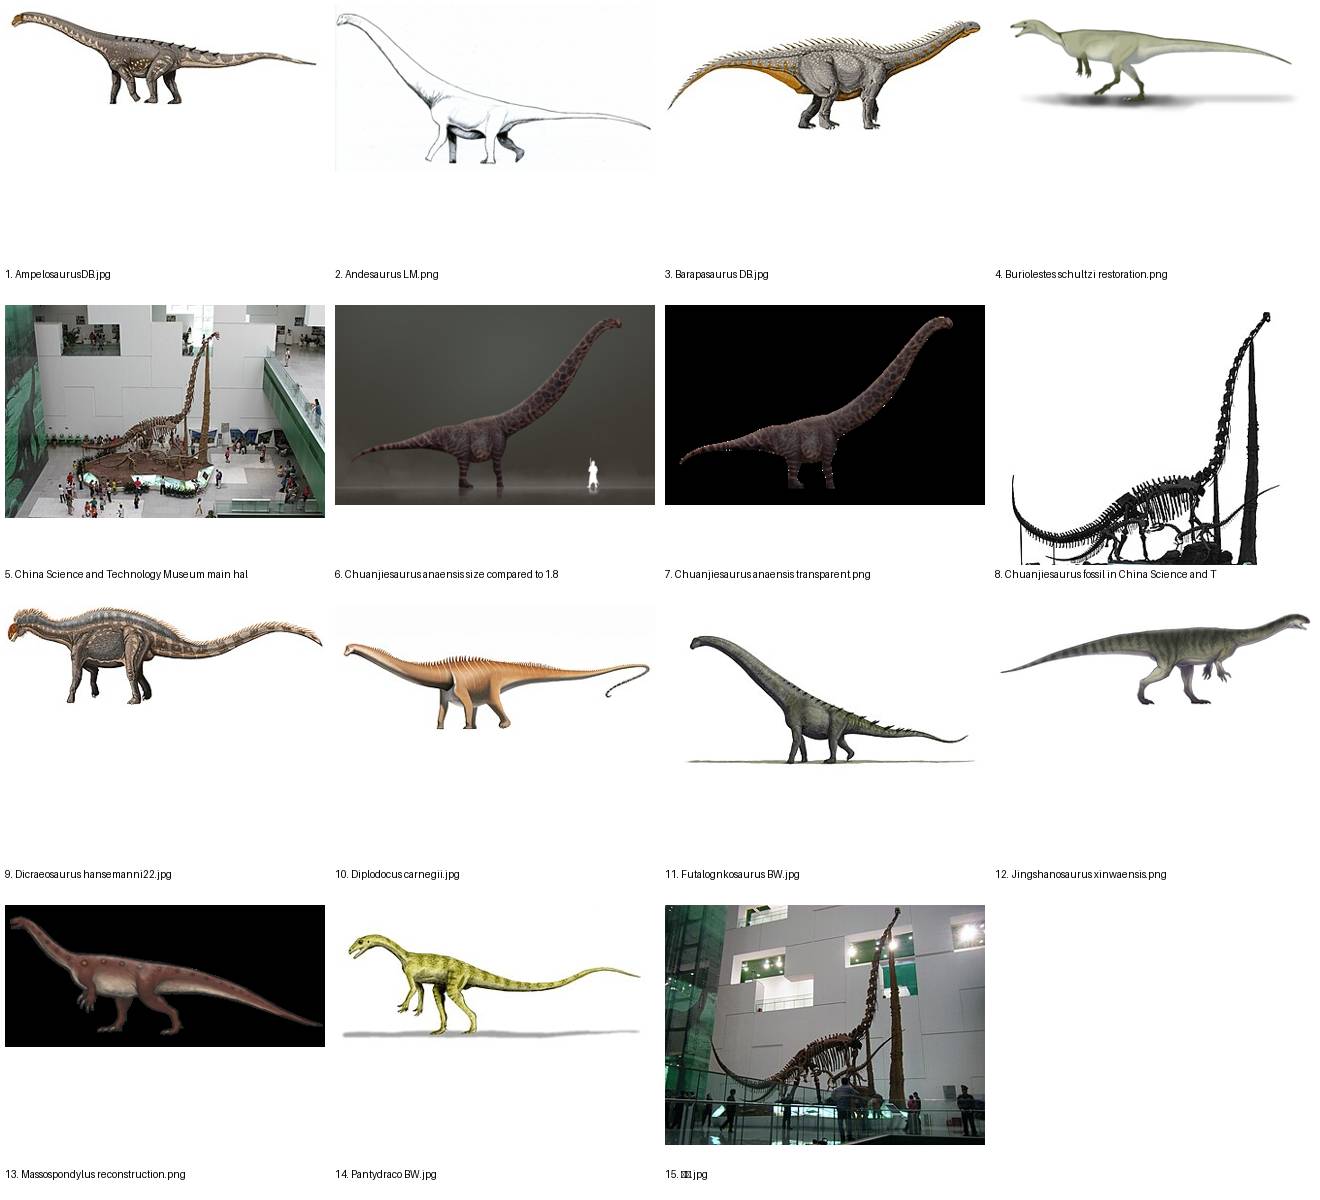 1. AmpelosaurusDB.jpg
2. Andesaurus LM.png
3. Barapasaurus DB.jpg
4. Buriolestes schultzi restoration.png
5. China Science and Technology Museum main hal
6. Chuanjiesaurus anaensis size compared to 1.8
7. Chuanjiesaurus anaensis transparent.png
8. Chuanjiesaurus fossil in China Science and T
9. Dicraeosaurus hansemanni22.jpg
10. Diplodocus carnegii.jpg
11. Futalognkosaurus BW.jpg
12. Jingshanosaurus xinwaensis.png
13. Massospondylus reconstruction.png
14. Pantydraco BW.jpg
15. .jpg